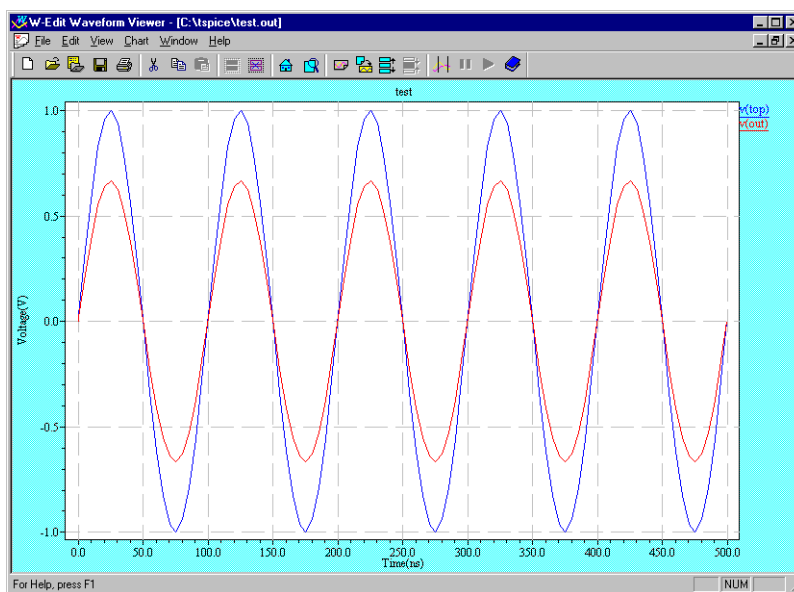 W-Edit Waveform Viewer - [C:\tspice\test.out]
File Edit View Chart Window Help
test
v(top)
v(out)
1.0
0.5
0.0
-0.5
-1.0
Voltage(V)
0.0 50.0 100.0 150.0 200.0 250.0 300.0 350.0 400.0 450.0 500.0
Time(ns)
For Help, press F1
NUM